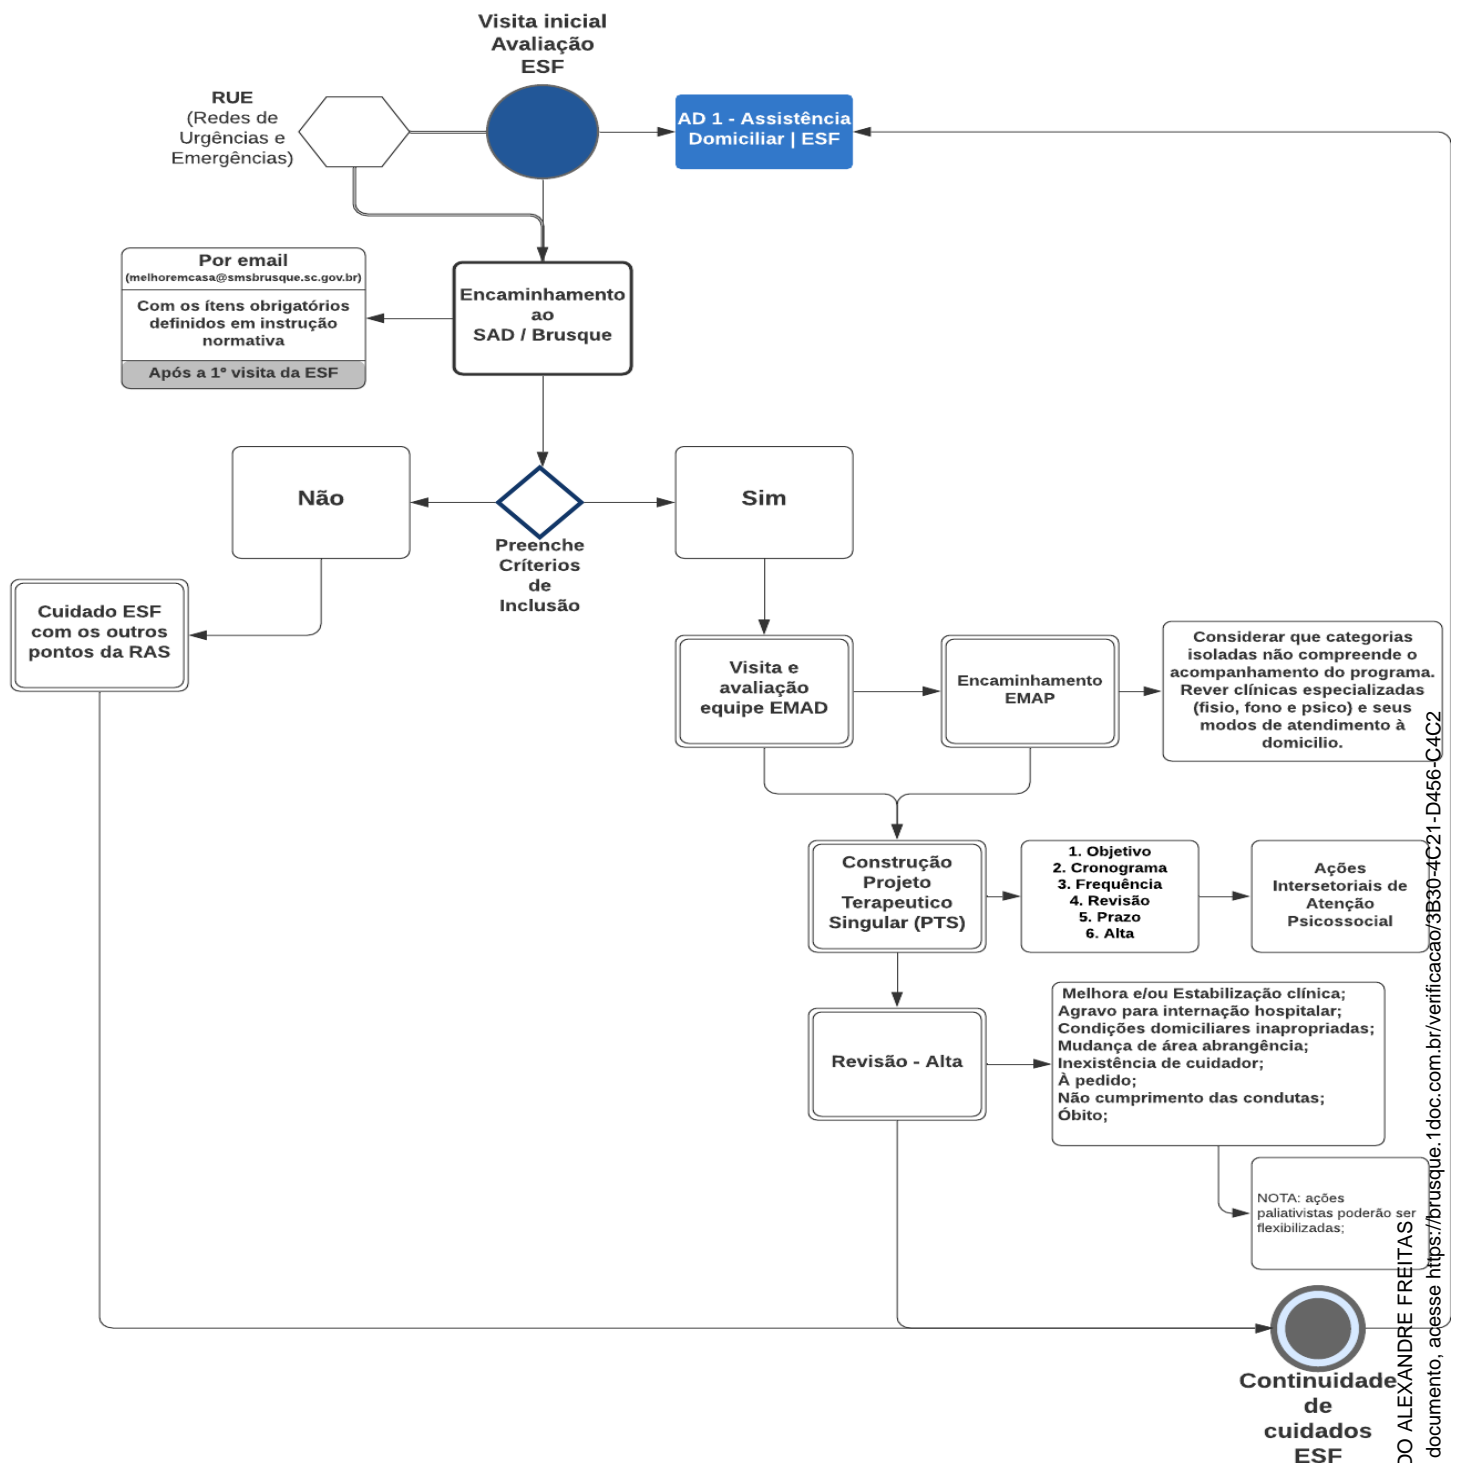 Visita inicial
Avaliação
ESF
RUE
(Redes de
Urgências e
Emergências)
AD 1 - Assistência
Domiciliar | ESF
Por email
(melhoremcasa@smsbrusque.sc.gov.br)
Com os ítens obrigatórios
definidos em instrução
normativa
Após a 1º visita da ESF
Encaminhamento
ao
SAD / Brusque
Não
Sim
Preenche
Críterios
de
Inclusão
Cuidado ESF
com os outros
pontos da RAS
Visita e
avaliação
equipe EMAD
Encaminhamento
EMAP
Considerar que categorias
isoladas não compreende o
acompanhamento do programa.
Rever clínicas especializadas
(fisio, fono e psico) e seus
modos de atendimento à
domicilio.
Construção
Projeto
Terapeutico
Singular (PTS)
1. Objetivo
2. Cronograma
3. Frequência
4. Revisão
5. Prazo
6. Alta
Ações
Intersetoriais de
Atenção
Psicossocial
Revisão - Alta
Melhora e/ou Estabilização clínica;
Agravo para internação hospitalar;
Condições domiciliares inapropriadas;
Mudança de área abrangência;
Inexistência de cuidador;
À pedido;
Não cumprimento das condutas;
Óbito;
NOTA: ações
paliativistas poderão ser
flexibilizadas;
Continuidade
de
cuidados
ESF
DO ALEXANDRE FREITAS
documento, acesse https://brusque.1doc.com.br/verificacao/3B30-4C21-D456-C4C2